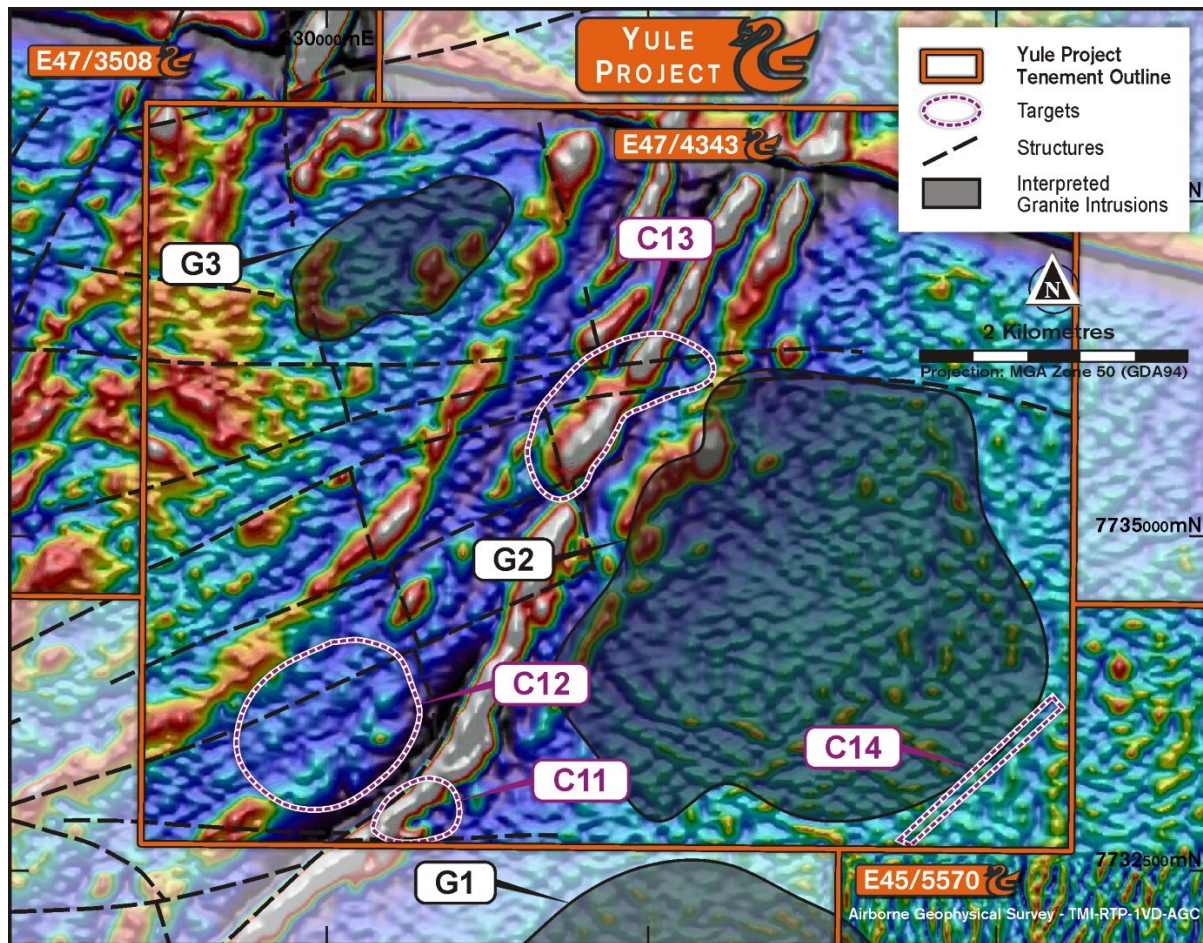 E47/3508
30000mE
YULE
PROJECT
Yule Project
Tenement Outline
Targets
Structures
Interpreted
Granite Intrusions
E47/4343
N
C13
G3
N
2 Kilometres
Projection: MGA Zone 50 (GDA94)
7735000mN
G2
C12
C14
C11
7732500mN
G1
E45/5570
Airborne Geophysical Survey - TMI-RTP-1VD-AGC